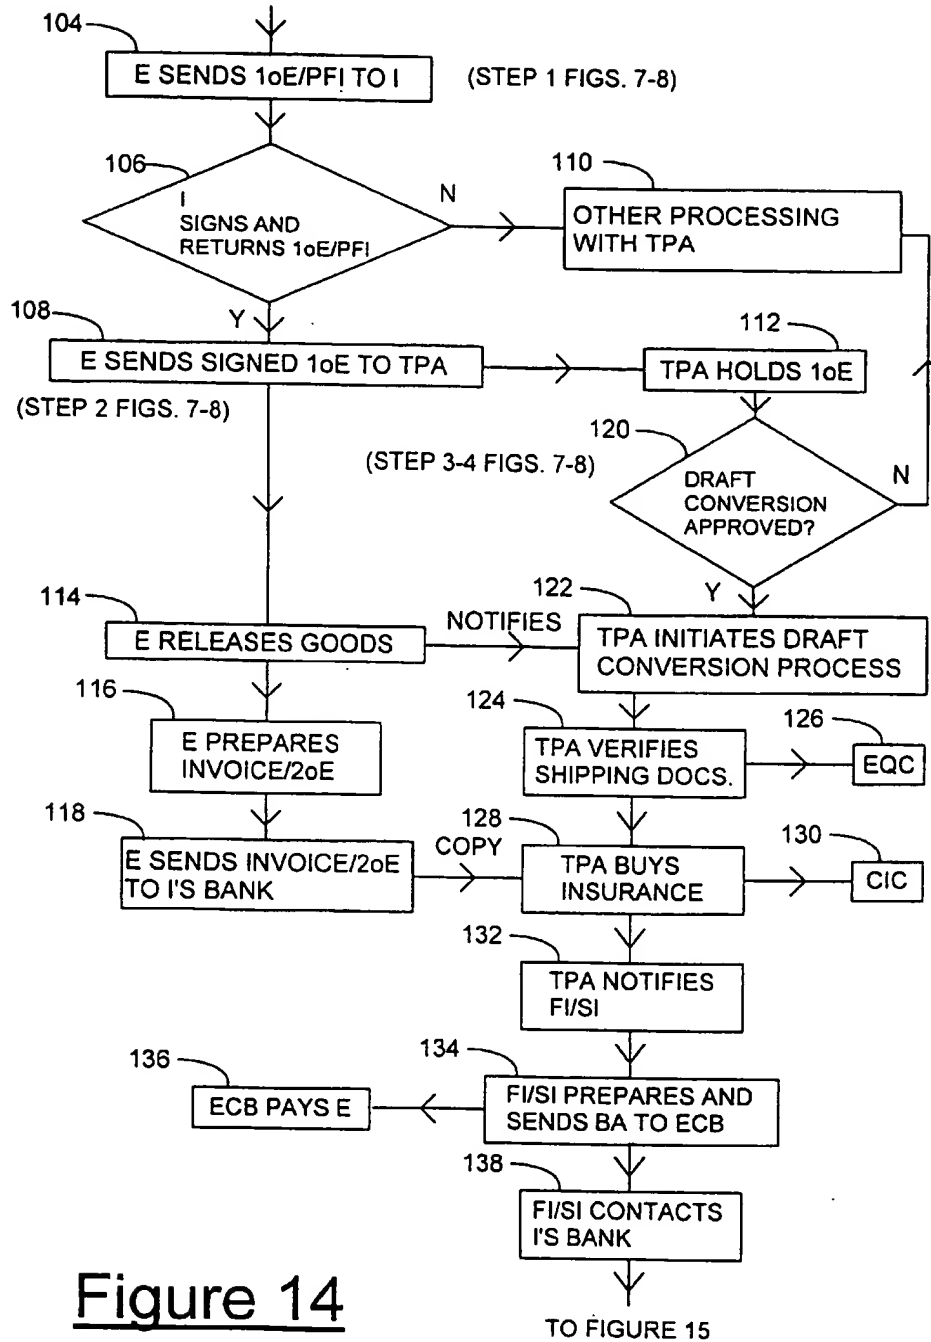 104
E SENDS 1oE/PFI TO I
(STEP 1 FIGS. 7-8)
106
I
SIGNS AND
RETURNS 1oE/PFI
N
110
OTHER PROCESSING
WITH TPA
Y
108
E SENDS SIGNED 1oE TO TPA
(STEP 2 FIGS. 7-8)
112
TPA HOLDS 1oE
120
(STEP 3-4 FIGS. 7-8)
DRAFT
CONVERSION
APPROVED?
N
Y
114
E RELEASES GOODS
NOTIFIES
122
TPA INITIATES DRAFT
CONVERSION PROCESS
116
E PREPARES
INVOICE/2oE
124
TPA VERIFIES
SHIPPING DOCS.
126
EQC
118
E SENDS INVOICE/2oE
TO I'S BANK
COPY
128
TPA BUYS
INSURANCE
130
CIC
132
TPA NOTIFIES
FI/SI
134
FI/SI PREPARES AND
SENDS BA TO ECB
136
ECB PAYS E
138
FI/SI CONTACTS
I'S BANK
Figure 14
TO FIGURE 15